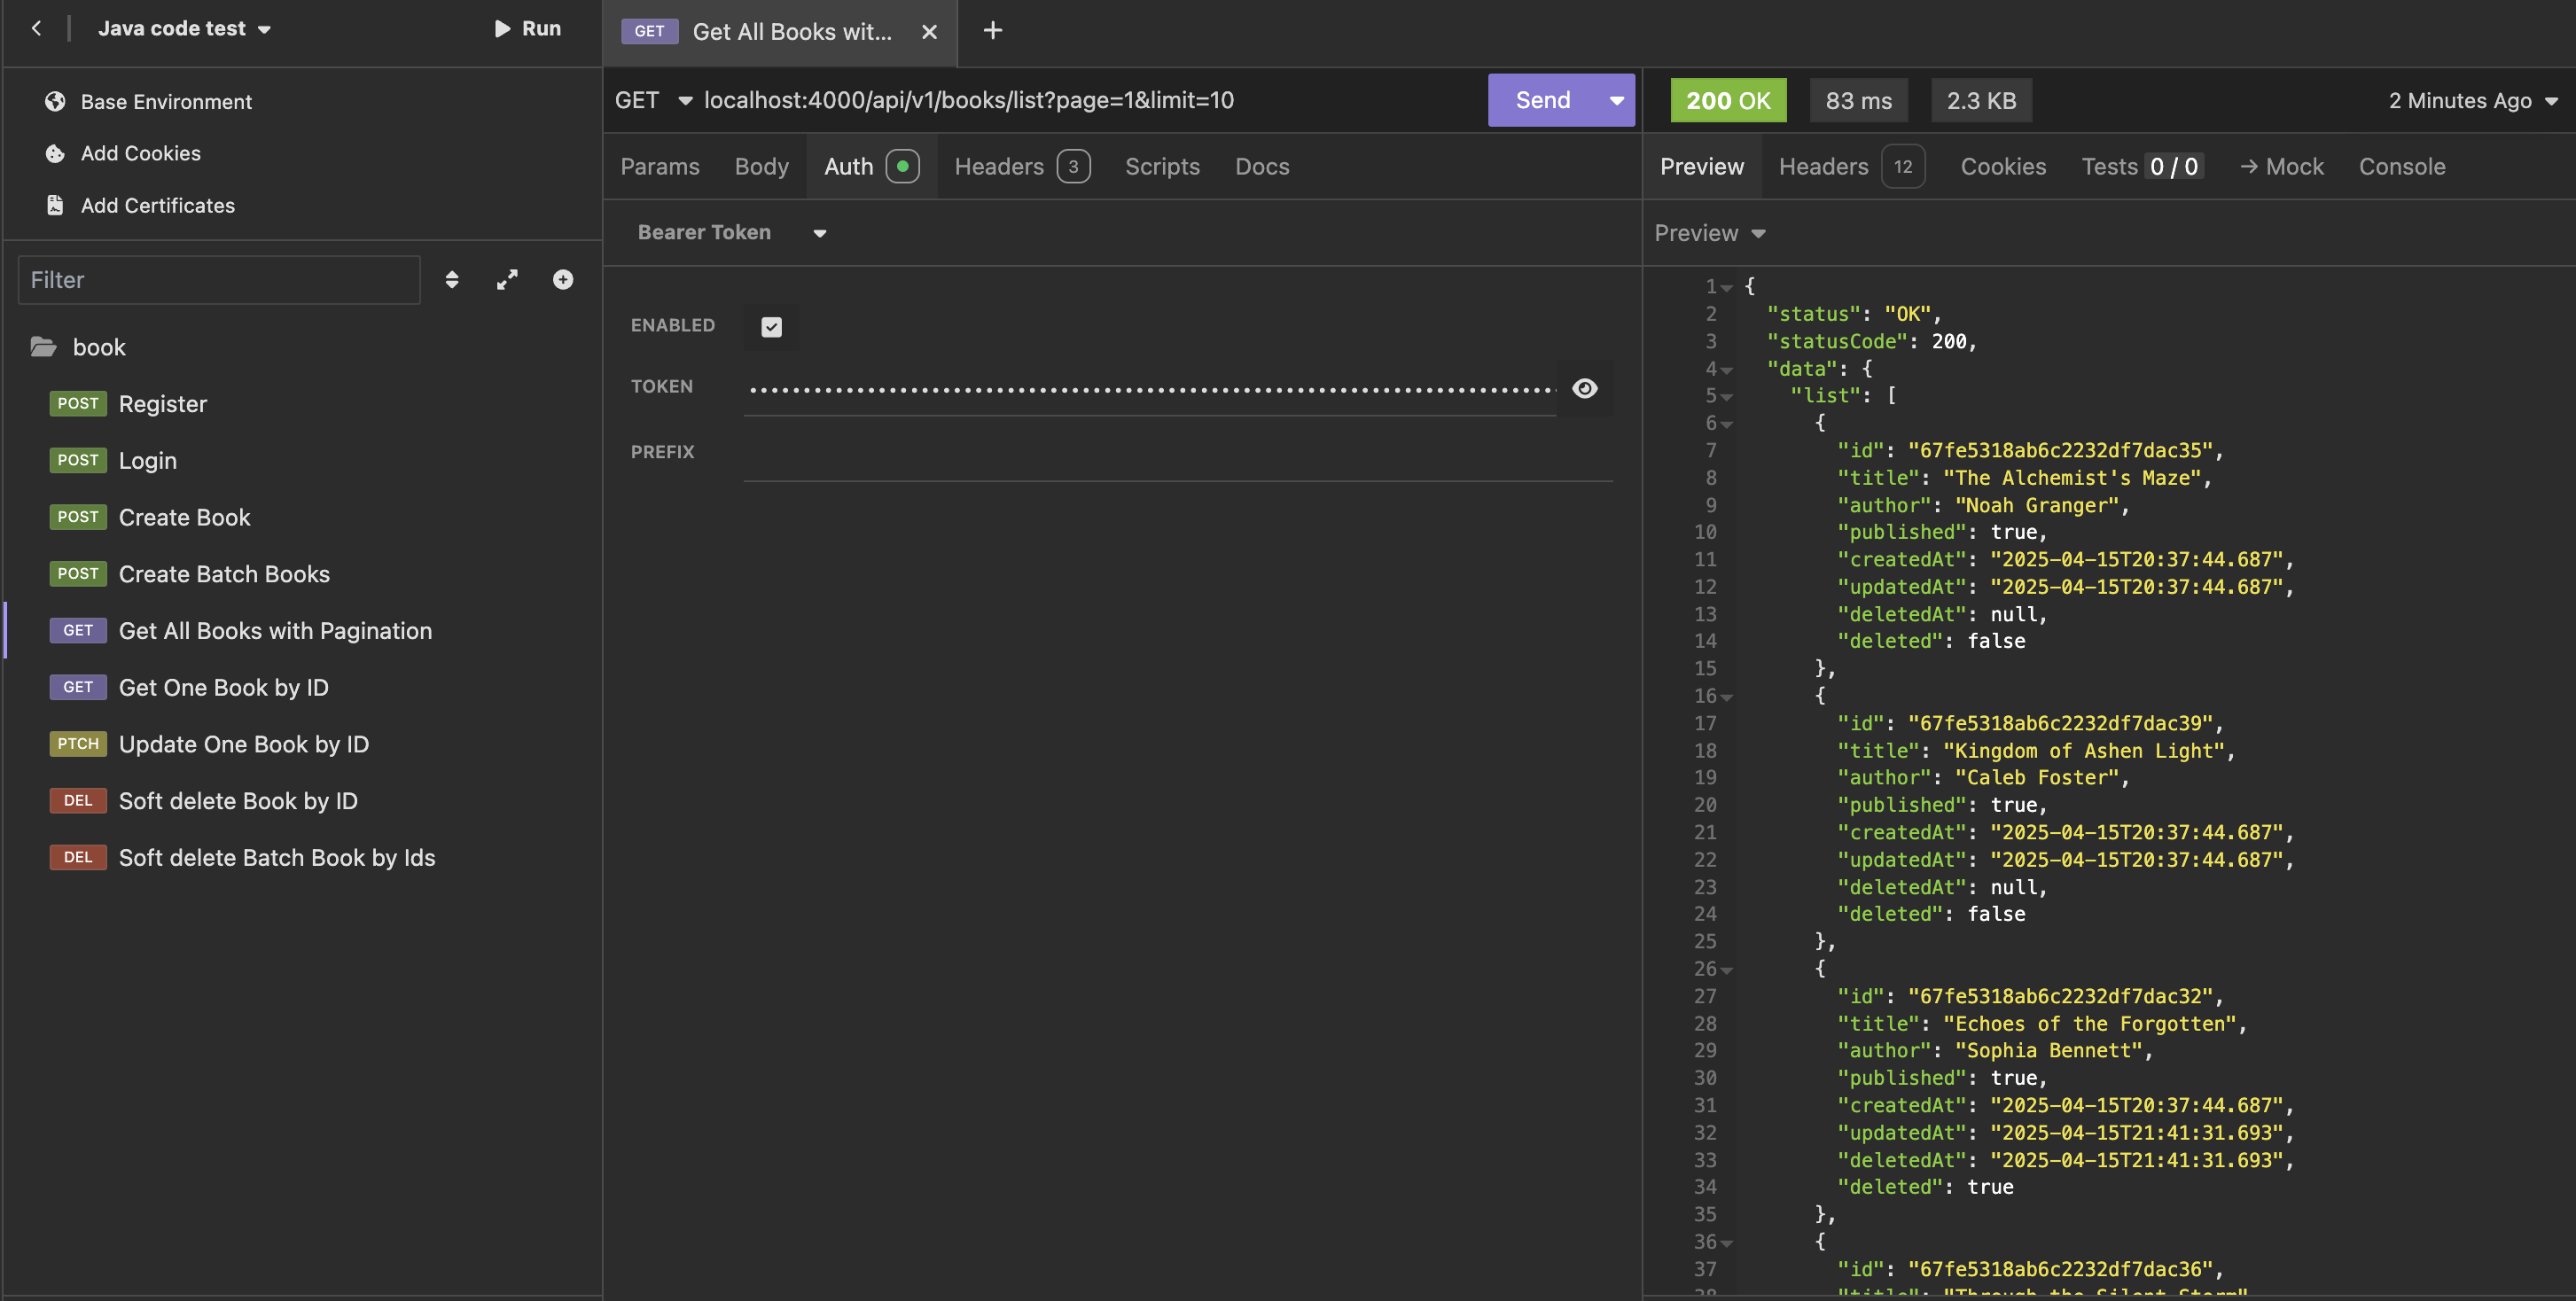 Java code test
Run
Base Environment
Add Cookies
Add Certificates
Filter
book
POST Register
POST Login
POST Create Book
POST Create Batch Books
GET Get All Books with Pagination
GET Get One Book by ID
PTCH Update One Book by ID
DEL Soft delete Book by ID
DEL Soft delete Batch Book by Ids
GET Get All Books wit...
GET localhost:4000/api/v1/books/list?page=1&limit=10
Send
Params Body Auth Headers 3 Scripts Docs
Bearer Token
ENABLED
TOKEN ••••••••••••••••••••••••••••••••••••••••••••••••••••••••••••••••••••
PREFIX
200 OK 83 ms 2.3 KB 2 Minutes Ago
Preview Headers 12 Cookies Tests 0 / 0 → Mock Console
Preview
1 {
2 "status": "OK",
3 "statusCode": 200,
4 "data": {
5 "list": [
6 {
7 "id": "67fe5318ab6c2232df7dac35",
8 "title": "The Alchemist's Maze",
9 "author": "Noah Granger",
10 "published": true,
11 "createdAt": "2025-04-15T20:37:44.687",
12 "updatedAt": "2025-04-15T20:37:44.687",
13 "deletedAt": null,
14 "deleted": false
15 },
16 {
17 "id": "67fe5318ab6c2232df7dac39",
18 "title": "Kingdom of Ashen Light",
19 "author": "Caleb Foster",
20 "published": true,
21 "createdAt": "2025-04-15T20:37:44.687",
22 "updatedAt": "2025-04-15T20:37:44.687",
23 "deletedAt": null,
24 "deleted": false
25 },
26 {
27 "id": "67fe5318ab6c2232df7dac32",
28 "title": "Echoes of the Forgotten",
29 "author": "Sophia Bennett",
30 "published": true,
31 "createdAt": "2025-04-15T20:37:44.687",
32 "updatedAt": "2025-04-15T21:41:31.693",
33 "deletedAt": "2025-04-15T21:41:31.693",
34 "deleted": true
35 },
36 {
37 "id": "67fe5318ab6c2232df7dac36",
38 "title": "Through the Silent Storm"